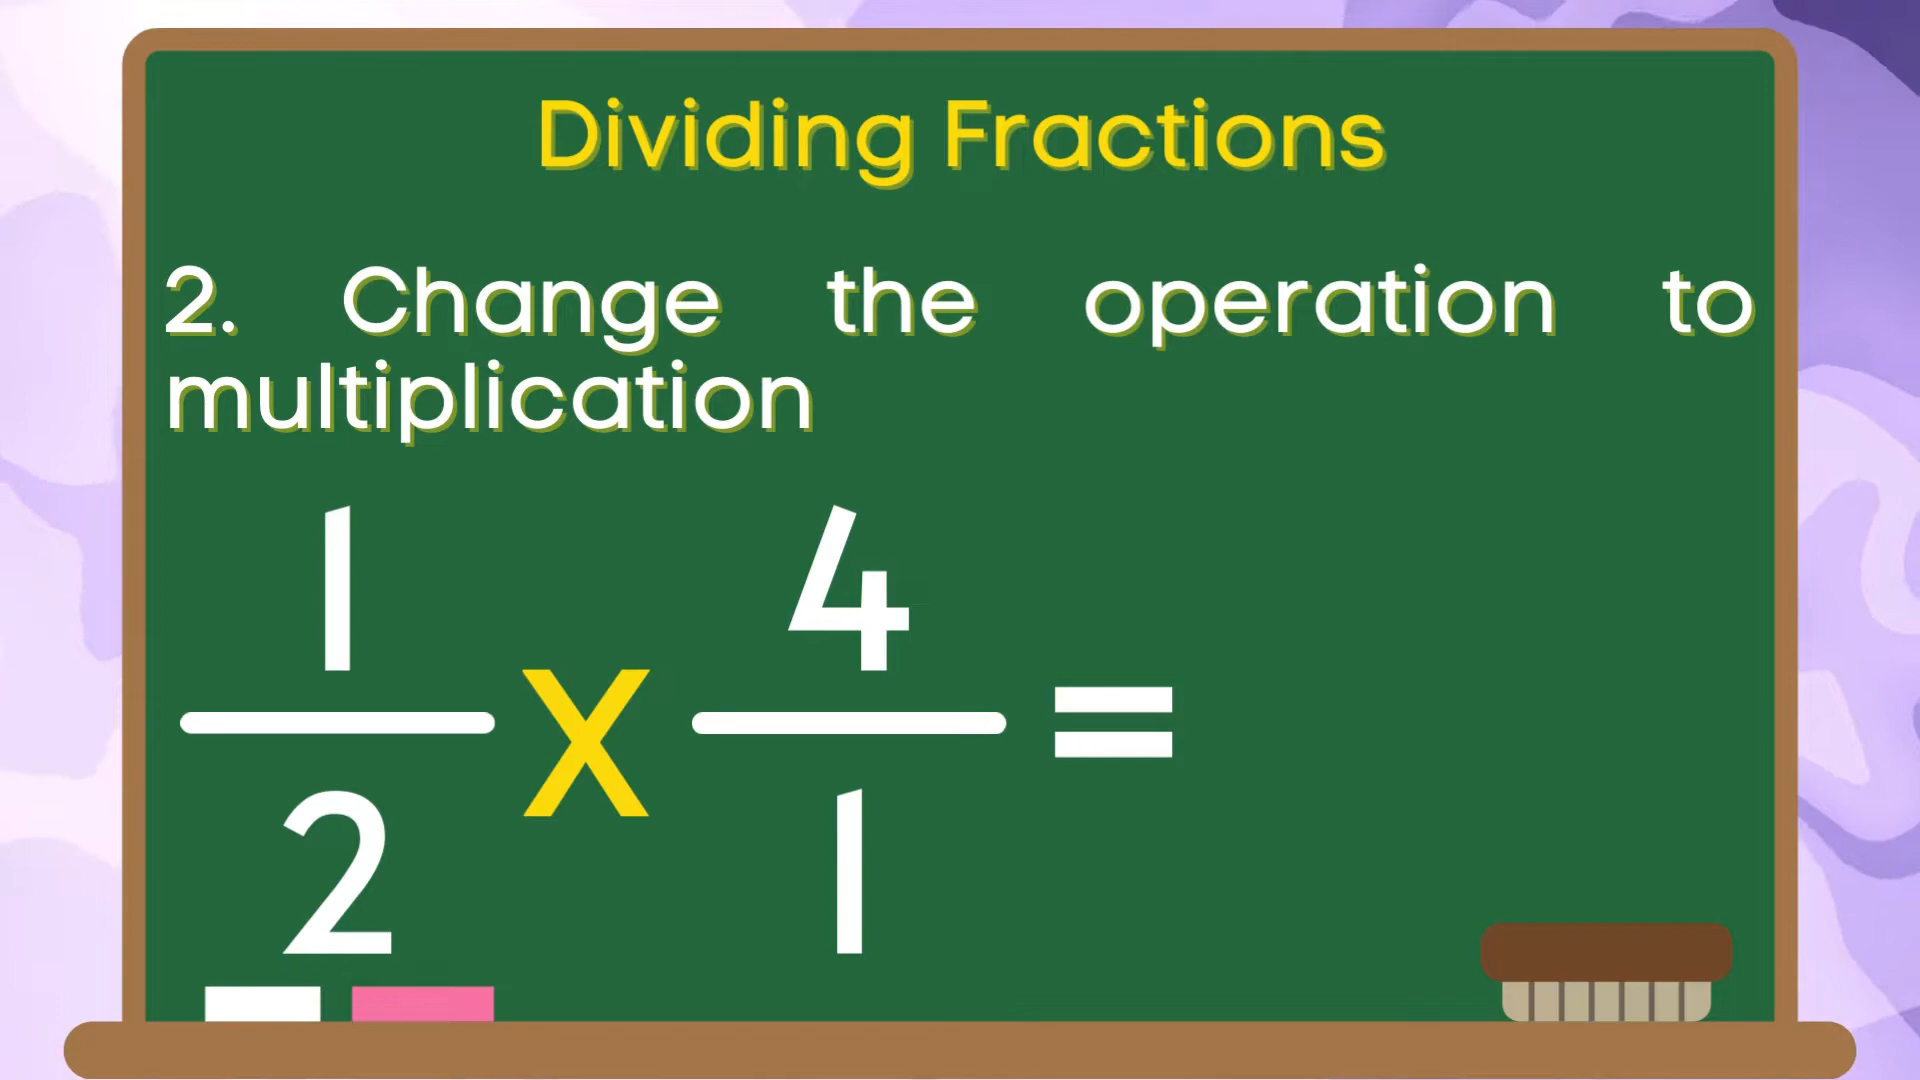 Dividing Fractions
2. Change the operation to
multiplication
1 4
X =
2 1